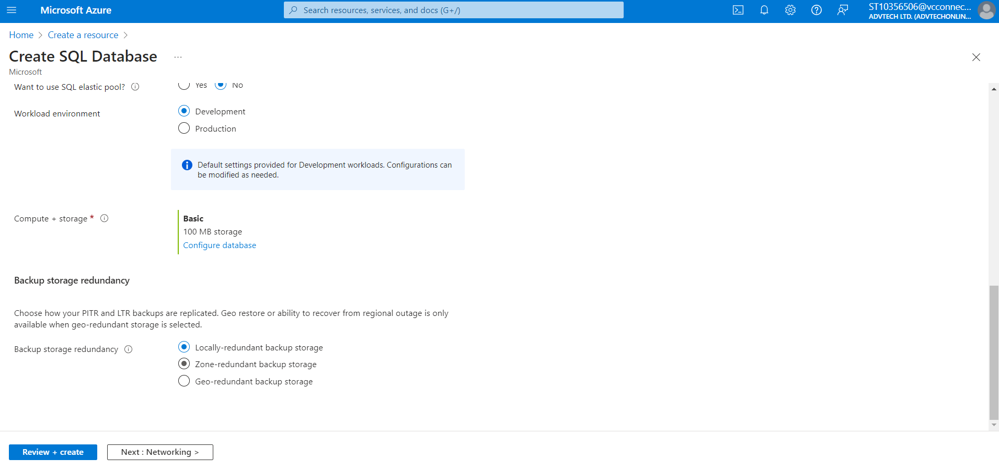 Microsoft Azure
Search resources, services, and docs (G+/)
ST10356506@vcconnec...
ADVTECH LTD. (ADVTECHONLIN...
Home > Create a resource >
Create SQL Database ...
Microsoft
Want to use SQL elastic pool? Yes No
Workload environment
Development
Production
Default settings provided for Development workloads. Configurations can
be modified as needed.
Compute + storage *
Basic
100 MB storage
Configure database
Backup storage redundancy
Choose how your PITR and LTR backups are replicated. Geo restore or ability to recover from regional outage is only
available when geo-redundant storage is selected.
Backup storage redundancy
Locally-redundant backup storage
Zone-redundant backup storage
Geo-redundant backup storage
Review + create
Next : Networking >